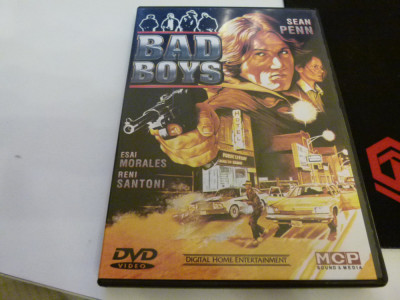 BAD
BOYS
SEAN
PENN
ESAI
MORALES
RENI
SANTONI
DVD
VIDEO
DIGITAL HOME ENTERTAINMENT
MCP
SOUND & MEDIA